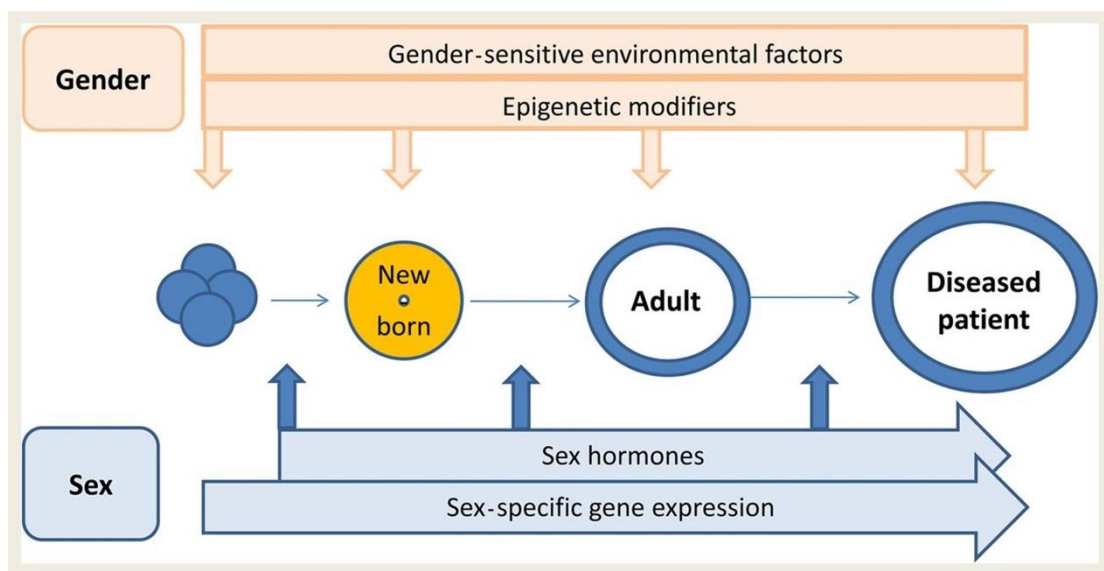 Gender
Gender-sensitive environmental factors
Epigenetic modifiers
New
born
Adult
Diseased
patient
Sex
Sex hormones
Sex-specific gene expression